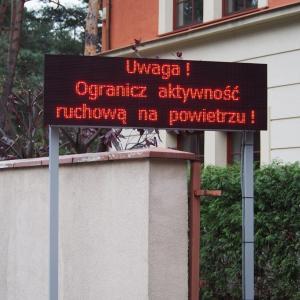 Uwaga !
Ogranicz aktywność
ruchową na powietrzu !